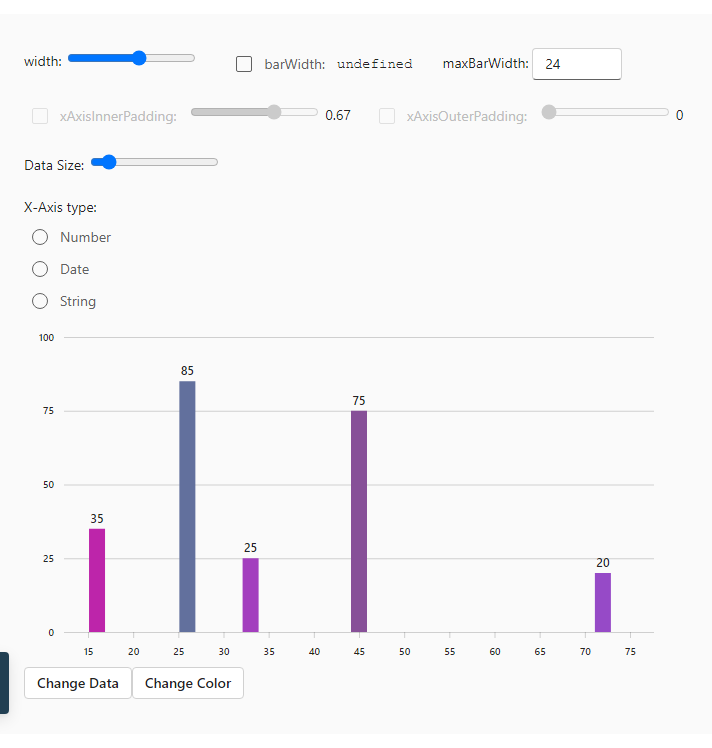 width: barWidth: undefined maxBarWidth: 24
xAxisInnerPadding: 0.67 xAxisOuterPadding: 0
Data Size:
X-Axis type:
Number
Date
String
100
85
75
75
50
35
25
25
20
0
15 20 25 30 35 40 45 50 55 60 65 70 75
Change Data Change Color